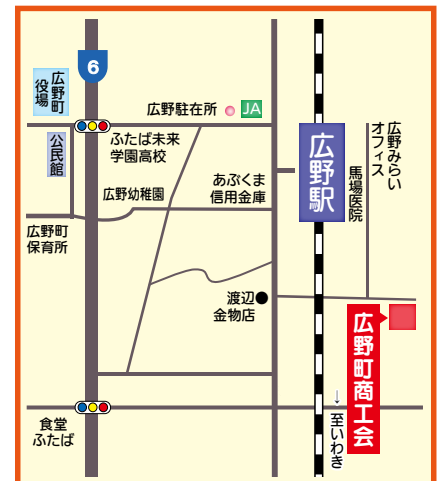 6
広野町
役場
広野駐在所
JA
公民館
ふたば未来
学園高校
広野幼稚園
あぶくま
信用金庫
広野駅
広野みらい
オフィス
馬場医院
広野町
保育所
渡辺
金物店
広野町商工会
→至いわき
食堂
ふたば